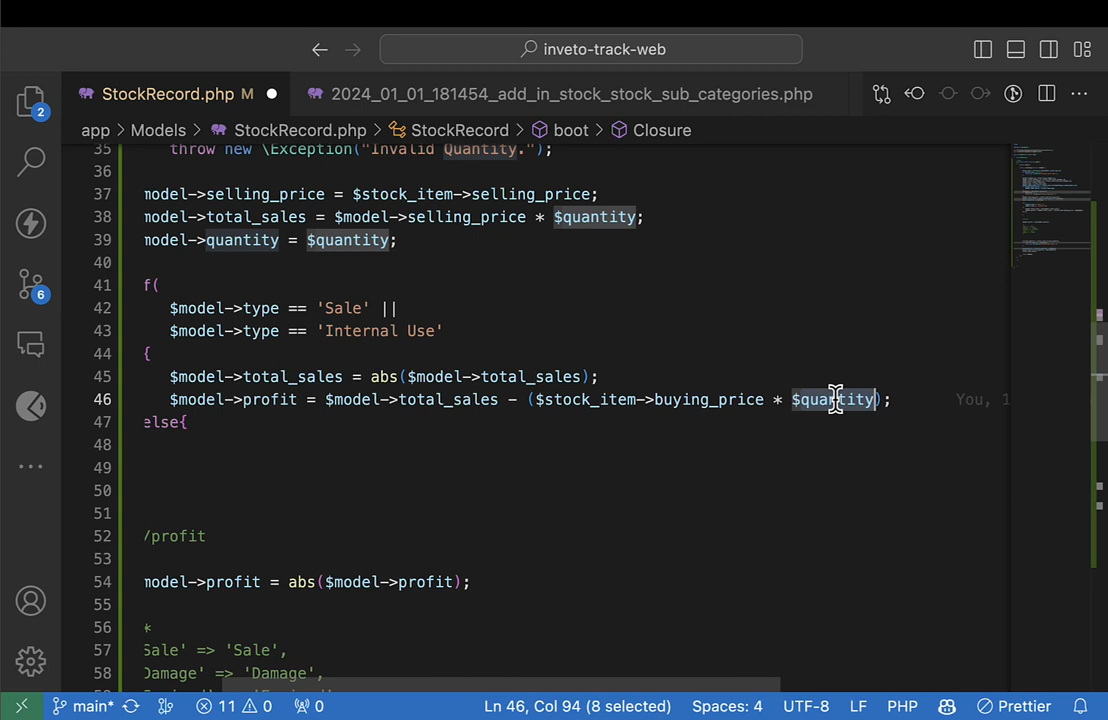 inveto-track-web
StockRecord.php M
2024_01_01_181454_add_in_stock_stock_sub_categories.php
app > Models > StockRecord.php > StockRecord > boot > Closure
35 throw new \Exception("Invalid Quantity.");
36
37 model->selling_price = $stock_item->selling_price;
38 model->total_sales = $model->selling_price * $quantity;
39 model->quantity = $quantity;
40
41 f(
42 $model->type == 'Sale' ||
43 $model->type == 'Internal Use'
44 {
45 $model->total_sales = abs($model->total_sales);
46 $model->profit = $model->total_sales - ($stock_item->buying_price * $quantity); You, 1
47 else{
48
49
50
51
52 /profit
53
54 model->profit = abs($model->profit);
55
56 *
57 Sale' => 'Sale',
58 Damage' => 'Damage',
2
6
main* 11 0 0 Ln 46, Col 94 (8 selected) Spaces: 4 UTF-8 LF PHP Prettier